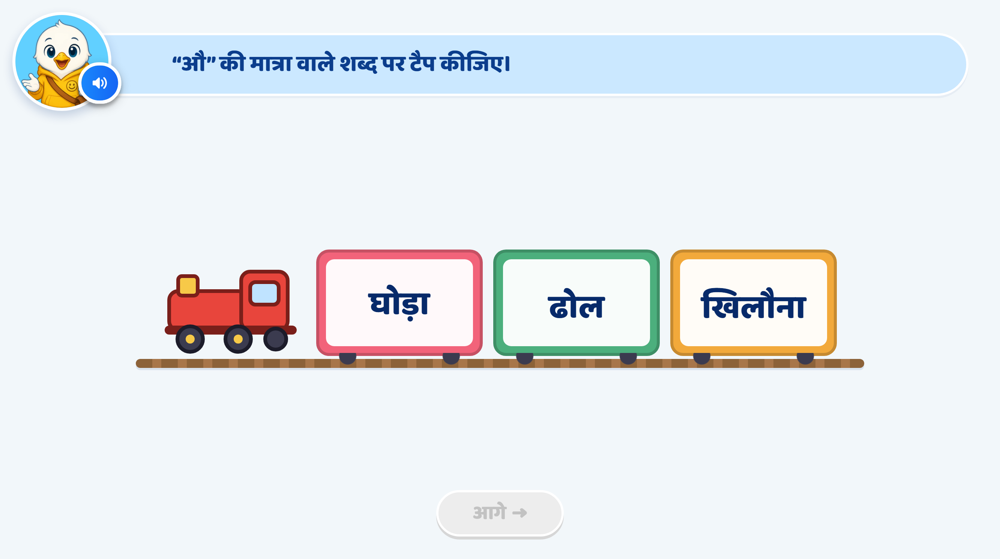 “औ” की मात्रा वाले शब्द पर टैप कीजिए।
घोड़ा
ढोल
खिलौना
आगे →